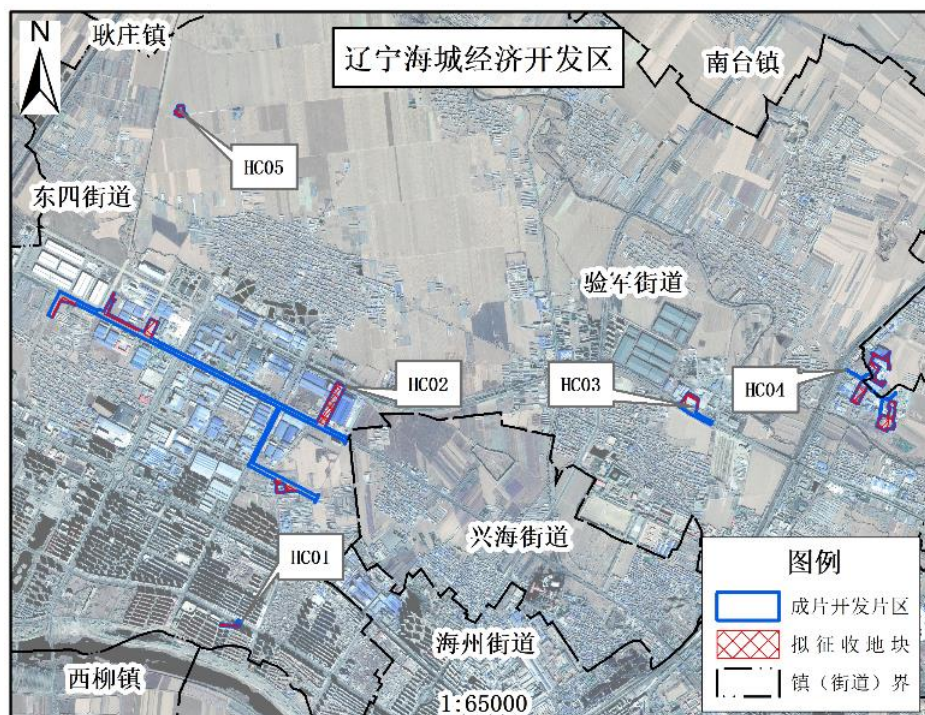 N
耿庄镇
辽宁海城经济开发区
南台镇
HC05
东四街道
验军街道
HC02
HC03
HC04
兴海街道
HC01
海州街道
西柳镇
1:65000
图例
成片开发片区
拟征收地块
镇（街道）界